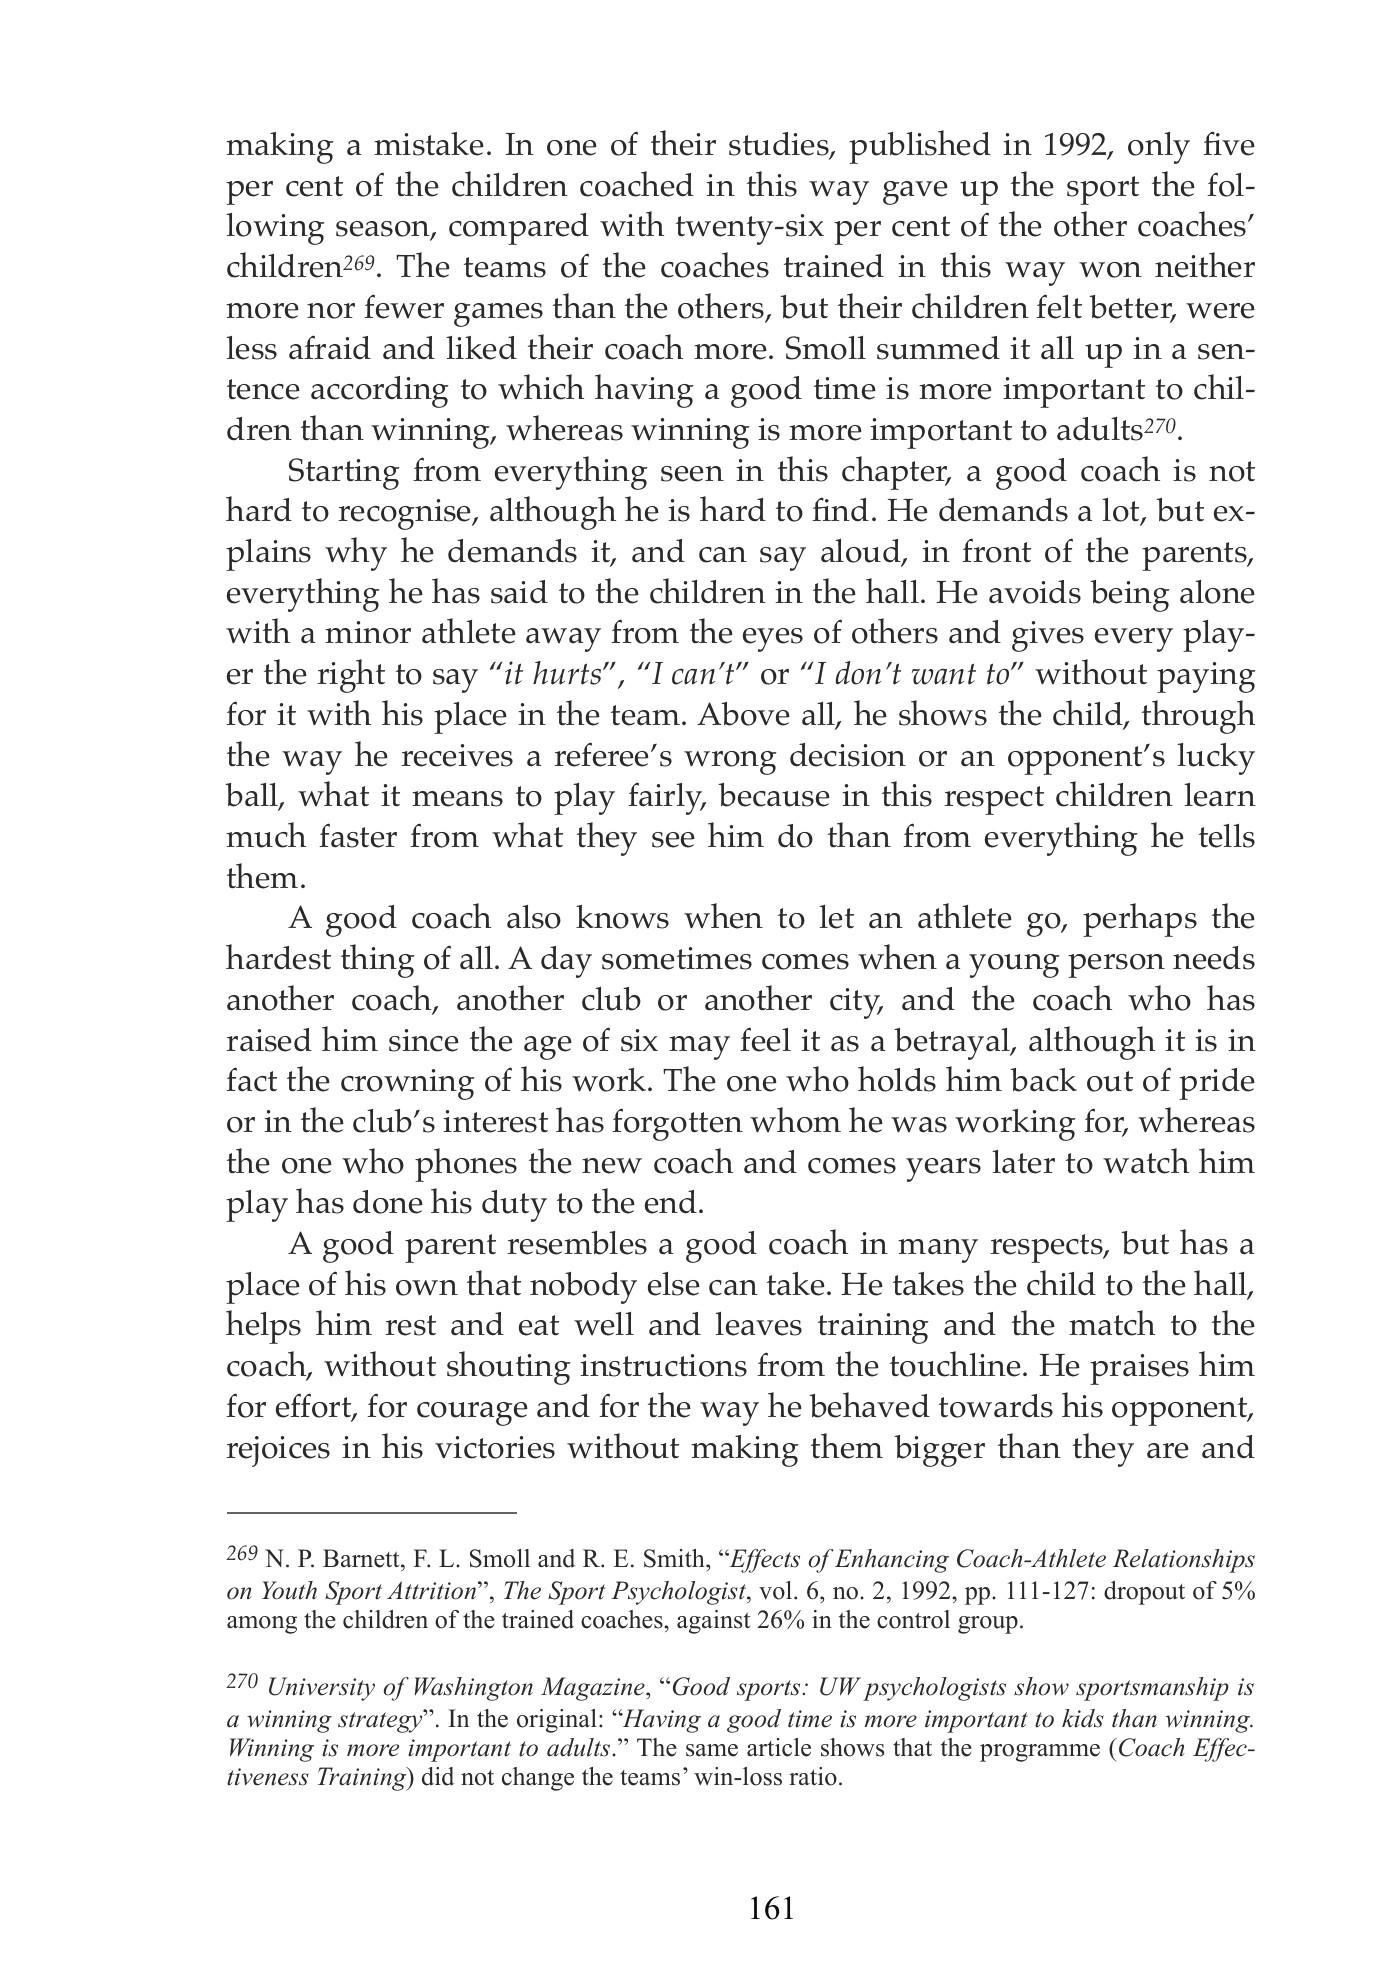 making a mistake. In one of their studies, published in 1992, only five
per cent of the children coached in this way gave up the sport the fol-
lowing season, compared with twenty-six per cent of the other coaches’
children269. The teams of the coaches trained in this way won neither
more nor fewer games than the others, but their children felt better, were
less afraid and liked their coach more. Smoll summed it all up in a sen-
tence according to which having a good time is more important to chil-
dren than winning, whereas winning is more important to adults270.
Starting from everything seen in this chapter, a good coach is not
hard to recognise, although he is hard to find. He demands a lot, but ex-
plains why he demands it, and can say aloud, in front of the parents,
everything he has said to the children in the hall. He avoids being alone
with a minor athlete away from the eyes of others and gives every play-
er the right to say “it hurts”, “I can’t” or “I don’t want to” without paying
for it with his place in the team. Above all, he shows the child, through
the way he receives a referee’s wrong decision or an opponent’s lucky
ball, what it means to play fairly, because in this respect children learn
much faster from what they see him do than from everything he tells
them.
A good coach also knows when to let an athlete go, perhaps the
hardest thing of all. A day sometimes comes when a young person needs
another coach, another club or another city, and the coach who has
raised him since the age of six may feel it as a betrayal, although it is in
fact the crowning of his work. The one who holds him back out of pride
or in the club’s interest has forgotten whom he was working for, whereas
the one who phones the new coach and comes years later to watch him
play has done his duty to the end.
A good parent resembles a good coach in many respects, but has a
place of his own that nobody else can take. He takes the child to the hall,
helps him rest and eat well and leaves training and the match to the
coach, without shouting instructions from the touchline. He praises him
for effort, for courage and for the way he behaved towards his opponent,
rejoices in his victories without making them bigger than they are and
269 N. P. Barnett, F. L. Smoll and R. E. Smith, “Effects of Enhancing Coach-Athlete Relationships
on Youth Sport Attrition”, The Sport Psychologist, vol. 6, no. 2, 1992, pp. 111-127: dropout of 5%
among the children of the trained coaches, against 26% in the control group.
270 University of Washington Magazine, “Good sports: UW psychologists show sportsmanship is
a winning strategy”. In the original: “Having a good time is more important to kids than winning.
Winning is more important to adults.” The same article shows that the programme (Coach Effec-
tiveness Training) did not change the teams’ win-loss ratio.
161